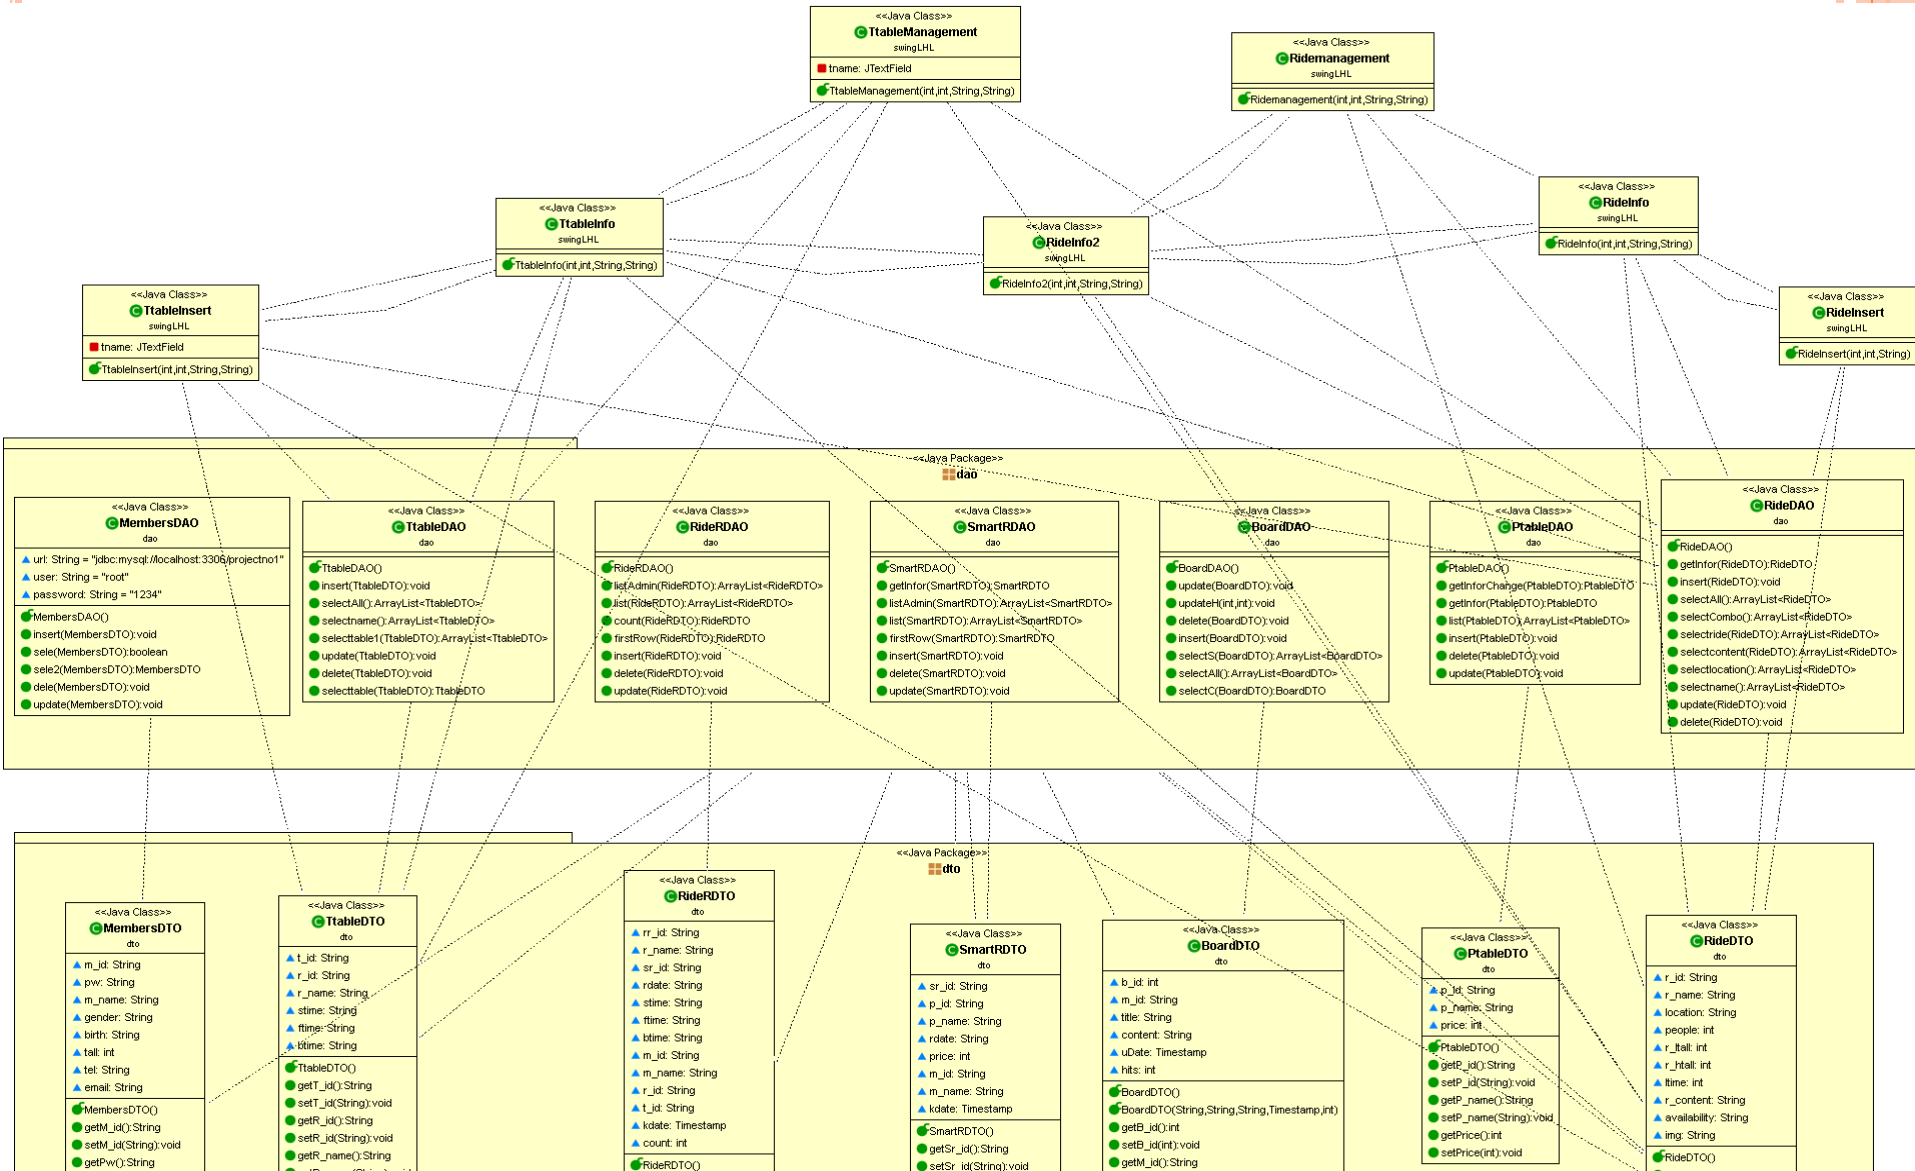 <<Java Class>>
TtableManagement
swingLHL
tname: JTextField
TtableManagement(int,int,String,String)
<<Java Class>>
Ridemanagement
swingLHL
Ridemanagement(int,int,String,String)
<<Java Class>>
TtableInfo
swingLHL
TtableInfo(int,int,String,String)
<<Java Class>>
RideInfo2
swingLHL
RideInfo2(int,int,String,String)
<<Java Class>>
RideInfo
swingLHL
RideInfo(int,int,String,String)
<<Java Class>>
TtableInsert
swingLHL
tname: JTextField
TtableInsert(int,int,String,String)
<<Java Class>>
RideInsert
swingLHL
RideInsert(int,int,String)
<<Java Package>>
dao
<<Java Class>>
MembersDAO
dao
url: String = "jdbc:mysql://localhost:3306/projectno1"
user: String = "root"
password: String = "1234"
MembersDAO()
insert(MembersDTO):void
sele(MembersDTO):boolean
sele2(MembersDTO):MembersDTO
dele(MembersDTO):void
update(MembersDTO):void
<<Java Class>>
TtableDAO
dao
TtableDAO()
insert(TtableDTO):void
selectAll():ArrayList<TtableDTO>
selectname():ArrayList<TtableDTO>
selecttable1(TtableDTO):ArrayList<TtableDTO>
update(TtableDTO):void
delete(TtableDTO):void
selecttable(TtableDTO):TtableDTO
<<Java Class>>
RideRDAO
dao
RideRDAO()
listAdmin(RideRDTO):ArrayList<RideRDTO>
list(RideRDTO):ArrayList<RideRDTO>
count(RideRDTO):RideRDTO
firstRow(RideRDTO):RideRDTO
insert(RideRDTO):void
delete(RideRDTO):void
update(RideRDTO):void
<<Java Class>>
SmartRDAO
dao
SmartRDAO()
getInfor(SmartRDTO):SmartRDTO
listAdmin(SmartRDTO):ArrayList<SmartRDTO>
list(SmartRDTO):ArrayList<SmartRDTO>
firstRow(SmartRDTO):SmartRDTO
insert(SmartRDTO):void
delete(SmartRDTO):void
update(SmartRDTO):void
<<Java Class>>
BoardDAO
dao
BoardDAO()
update(BoardDTO):void
updateH(int,int):void
delete(BoardDTO):void
insert(BoardDTO):void
selectS(BoardDTO):ArrayList<BoardDTO>
selectAll():ArrayList<BoardDTO>
selectC(BoardDTO):BoardDTO
<<Java Class>>
PtableDAO
dao
PtableDAO()
getInforChange(PtableDTO):PtableDTO
getInfor(PtableDTO):PtableDTO
list(PtableDTO):ArrayList<PtableDTO>
insert(PtableDTO):void
delete(PtableDTO):void
update(PtableDTO):void
<<Java Class>>
RideDAO
dao
RideDAO()
getInfor(RideDTO):RideDTO
insert(RideDTO):void
selectAll():ArrayList<RideDTO>
selectCombo():ArrayList<RideDTO>
selectride(RideDTO):ArrayList<RideDTO>
selectcontent(RideDTO):ArrayList<RideDTO>
selectlocation():ArrayList<RideDTO>
selectname():ArrayList<RideDTO>
update(RideDTO):void
delete(RideDTO):void
<<Java Package>>
dto
<<Java Class>>
MembersDTO
dto
m_id: String
pw: String
m_name: String
gender: String
birth: String
tall: int
tel: String
email: String
MembersDTO()
getM_id():String
setM_id(String):void
getPw():String
<<Java Class>>
TtableDTO
dto
t_id: String
r_id: String
r_name: String
stime: String
ftime: String
btime: String
TtableDTO()
getT_id():String
setT_id(String):void
getR_id():String
setR_id(String):void
getR_name():String
<<Java Class>>
RideRDTO
dto
rr_id: String
r_name: String
sr_id: String
rdate: String
stime: String
ftime: String
btime: String
m_id: String
m_name: String
r_id: String
t_id: String
kdate: Timestamp
count: int
RideRDTO()
<<Java Class>>
SmartRDTO
dto
sr_id: String
p_id: String
p_name: String
rdate: String
price: int
m_id: String
m_name: String
kdate: Timestamp
SmartRDTO()
getSr_id():String
setSr_id(String):void
<<Java Class>>
BoardDTO
dto
b_id: int
m_id: String
title: String
content: String
uDate: Timestamp
hits: int
BoardDTO()
BoardDTO(String,String,String,Timestamp,int)
getB_id():int
setB_id(int):void
getM_id():String
<<Java Class>>
PtableDTO
dto
p_id: String
p_name: String
price: int
PtableDTO()
getP_id():String
setP_id(String):void
getP_name():String
setP_name(String):void
getPrice():int
setPrice(int):void
<<Java Class>>
RideDTO
dto
r_id: String
r_name: String
location: String
people: int
r_ltall: int
r_htall: int
ltime: int
r_content: String
availability: String
img: String
RideDTO()